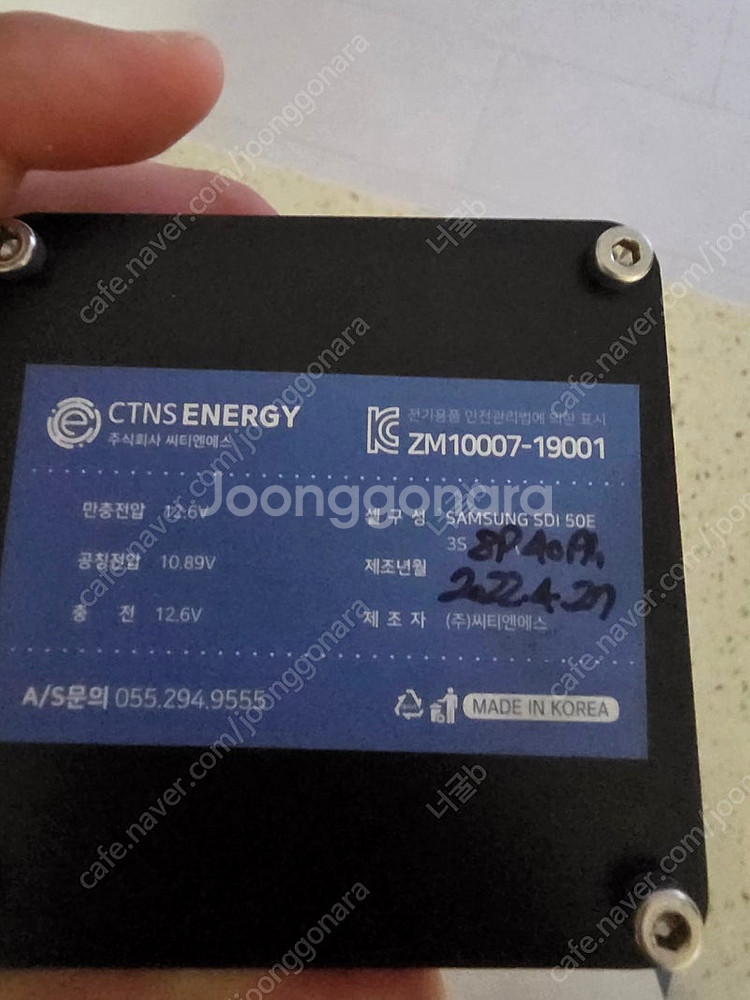 CTNS ENERGY
주식회사 씨티엔에스
전기용품 안전관리법에 의한 표시
ZM10007-19001
만충전압 12.6V
공칭전압 10.89V
충 전 12.6V
셀 구 성 SAMSUNG SDI 50E
3S 8P 40Ah
제조년월 2022.4.27
제 조 자 (주)씨티엔에스
A/S문의 055.294.9555
MADE IN KOREA
Joonggonara
cafe.naver.com/joonggonara
너굴b